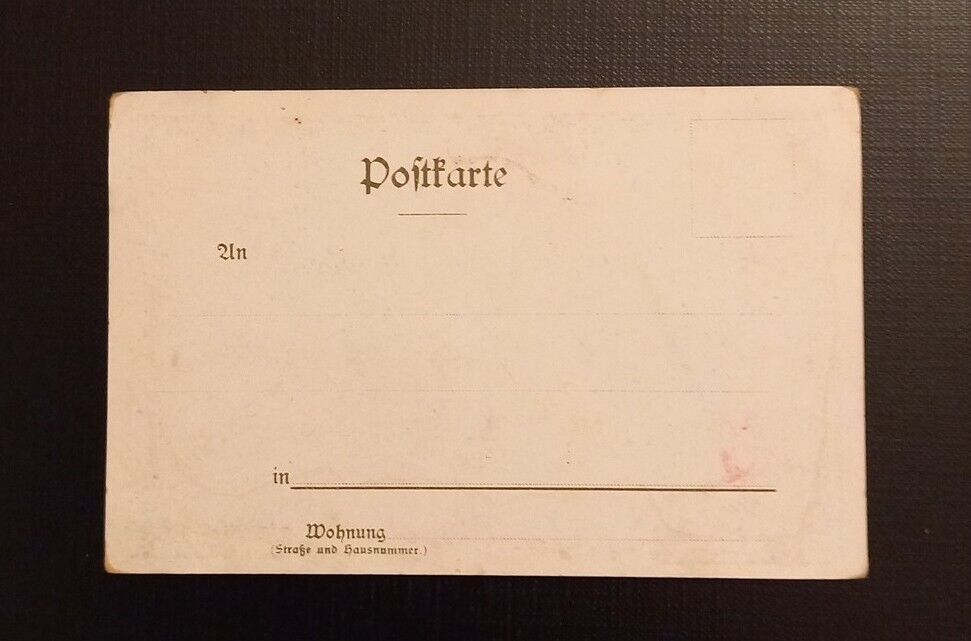 Poſtkarte
An
in
Wohnung
(Straße und Hausnummer.)